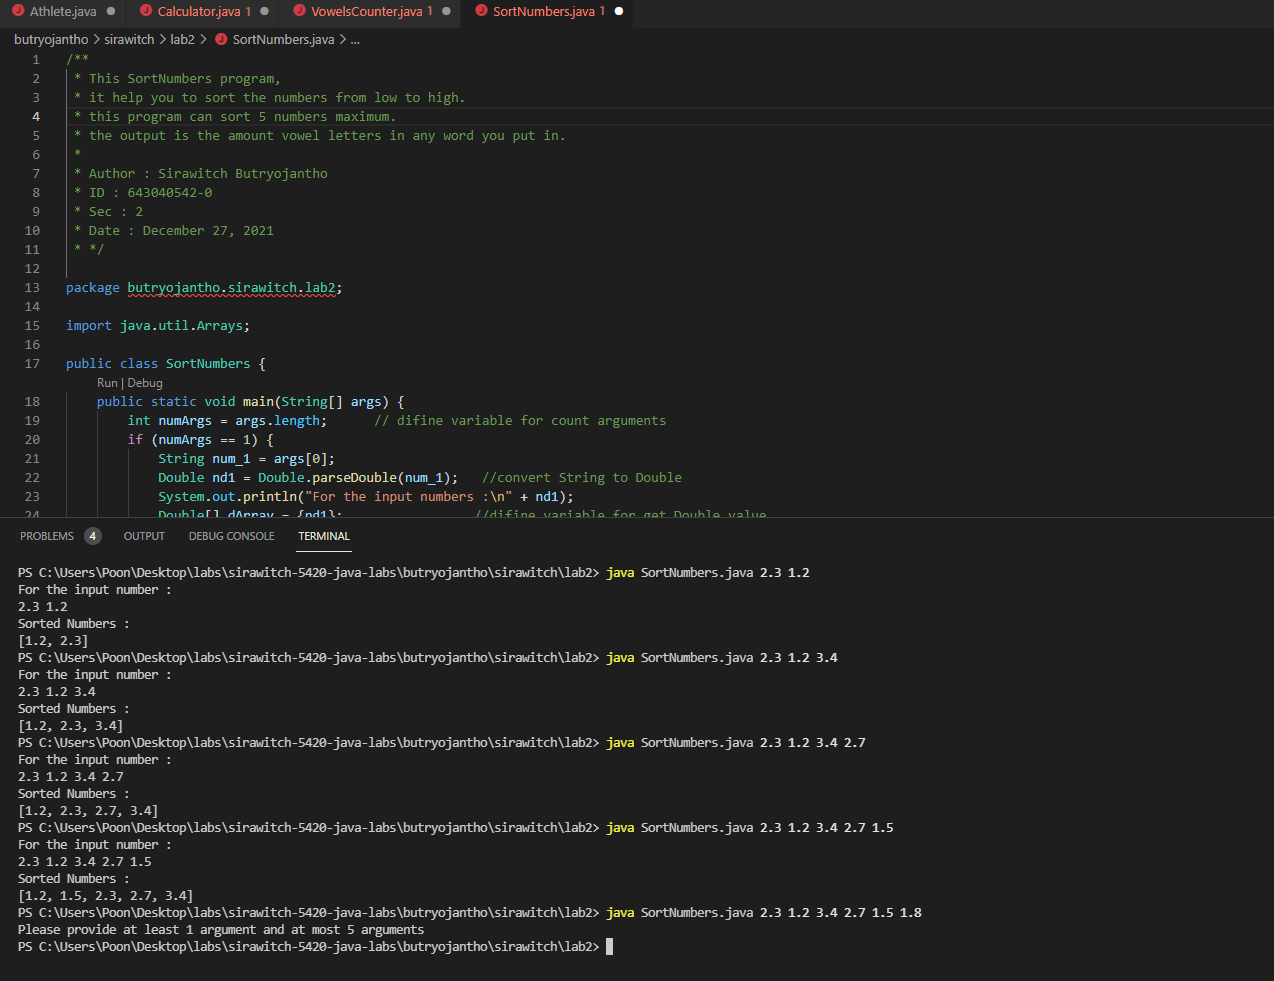 Athlete.java Calculator.java 1 VowelsCounter.java 1 SortNumbers.java 1
butryojantho > sirawitch > lab2 > SortNumbers.java > ...
1 /**
2 * This SortNumbers program,
3 * it help you to sort the numbers from low to high.
4 * this program can sort 5 numbers maximum.
5 * the output is the amount vowel letters in any word you put in.
6 *
7 * Author : Sirawitch Butryojantho
8 * ID : 643040542-0
9 * Sec : 2
10 * Date : December 27, 2021
11 * */
12
13 package butryojantho.sirawitch.lab2;
14
15 import java.util.Arrays;
16
17 public class SortNumbers {
Run | Debug
18 public static void main(String[] args) {
19 int numArgs = args.length; // difine variable for count arguments
20 if (numArgs == 1) {
21 String num_1 = args[0];
22 Double nd1 = Double.parseDouble(num_1); //convert String to Double
23 System.out.println("For the input numbers :\n" + nd1);
24 Double[] dArray = {nd1}; //difine variable for get Double value
PROBLEMS 4 OUTPUT DEBUG CONSOLE TERMINAL
PS C:\Users\Poon\Desktop\labs\sirawitch-5420-java-labs\butryojantho\sirawitch\lab2> java SortNumbers.java 2.3 1.2
For the input number :
2.3 1.2
Sorted Numbers :
[1.2, 2.3]
PS C:\Users\Poon\Desktop\labs\sirawitch-5420-java-labs\butryojantho\sirawitch\lab2> java SortNumbers.java 2.3 1.2 3.4
For the input number :
2.3 1.2 3.4
Sorted Numbers :
[1.2, 2.3, 3.4]
PS C:\Users\Poon\Desktop\labs\sirawitch-5420-java-labs\butryojantho\sirawitch\lab2> java SortNumbers.java 2.3 1.2 3.4 2.7
For the input number :
2.3 1.2 3.4 2.7
Sorted Numbers :
[1.2, 2.3, 2.7, 3.4]
PS C:\Users\Poon\Desktop\labs\sirawitch-5420-java-labs\butryojantho\sirawitch\lab2> java SortNumbers.java 2.3 1.2 3.4 2.7 1.5
For the input number :
2.3 1.2 3.4 2.7 1.5
Sorted Numbers :
[1.2, 1.5, 2.3, 2.7, 3.4]
PS C:\Users\Poon\Desktop\labs\sirawitch-5420-java-labs\butryojantho\sirawitch\lab2> java SortNumbers.java 2.3 1.2 3.4 2.7 1.5 1.8
Please provide at least 1 argument and at most 5 arguments
PS C:\Users\Poon\Desktop\labs\sirawitch-5420-java-labs\butryojantho\sirawitch\lab2>